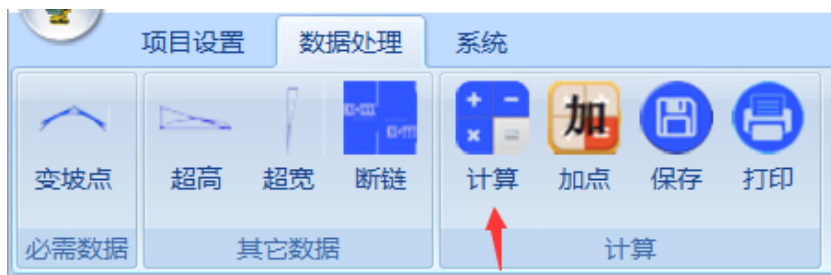 项目设置 数据处理 系统
加
变坡点 超高 超宽 断链 计算 加点 保存 打印
必需数据 其它数据 计算